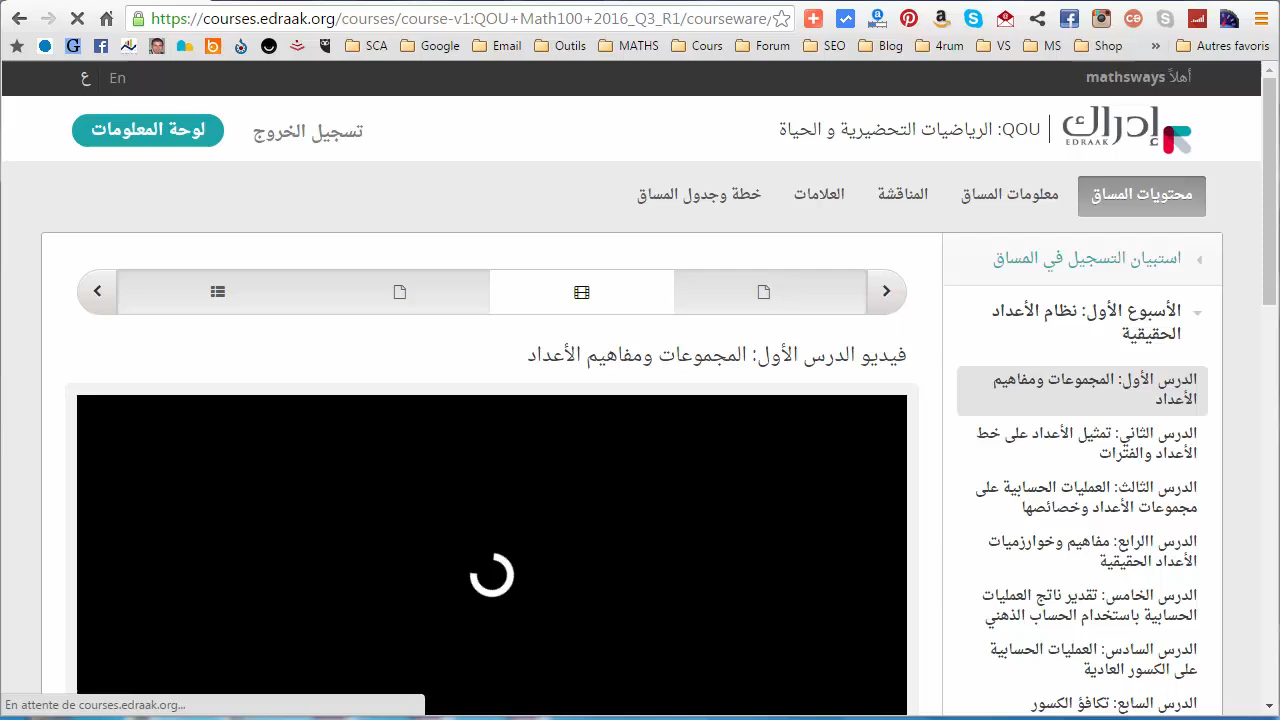 https://courses.edraak.org/courses/course-v1:QOU+Math100+2016_Q3_R1/courseware/
SCA Google Email Outils MATHS Cours Forum SEO Blog 4rum VS MS Shop » Autres favoris
أهلاً mathsways
En ع
إدراك
EDRAAK
QOU: الرياضيات التحضيرية و الحياة
تسجيل الخروج
لوحة المعلومات
محتويات المساق
معلومات المساق
المناقشة
العلامات
خطة وجدول المساق
استبيان التسجيل في المساق
الأسبوع الأول: نظام الأعداد
الحقيقية
الدرس الأول: المجموعات ومفاهيم
الأعداد
الدرس الثاني: تمثيل الأعداد على خط
الأعداد والفترات
الدرس الثالث: العمليات الحسابية على
مجموعات الأعداد وخصائصها
الدرس االرابع: مفاهيم وخوارزميات
الأعداد الحقيقية
الدرس الخامس: تقدير ناتج العمليات
الحسابية باستخدام الحساب الذهني
الدرس السادس: العمليات الحسابية
على الكسور العادية
الدرس السابع: تكافؤ الكسور
فيديو الدرس الأول: المجموعات ومفاهيم الأعداد
En attente de courses.edraak.org...